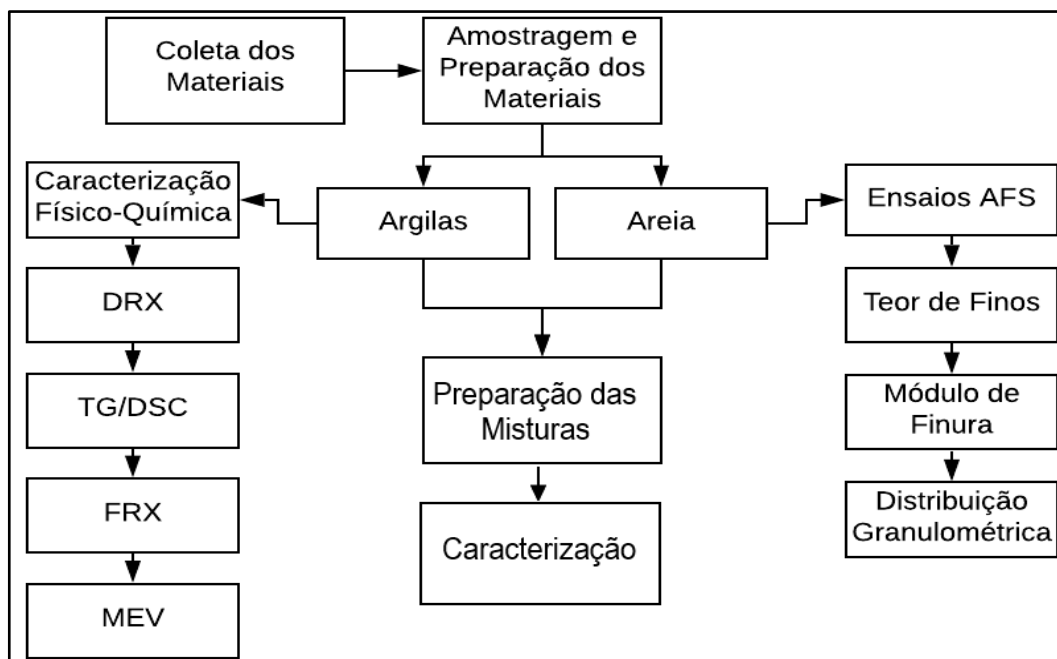 Coleta dos
Materiais
Amostragem e
Preparação dos
Materiais
Caracterização
Físico-Química
Argilas
Areia
Ensaios AFS
DRX
Teor de Finos
TG/DSC
Preparação das
Misturas
Módulo de
Finura
FRX
Caracterização
Distribuição
Granulométrica
MEV